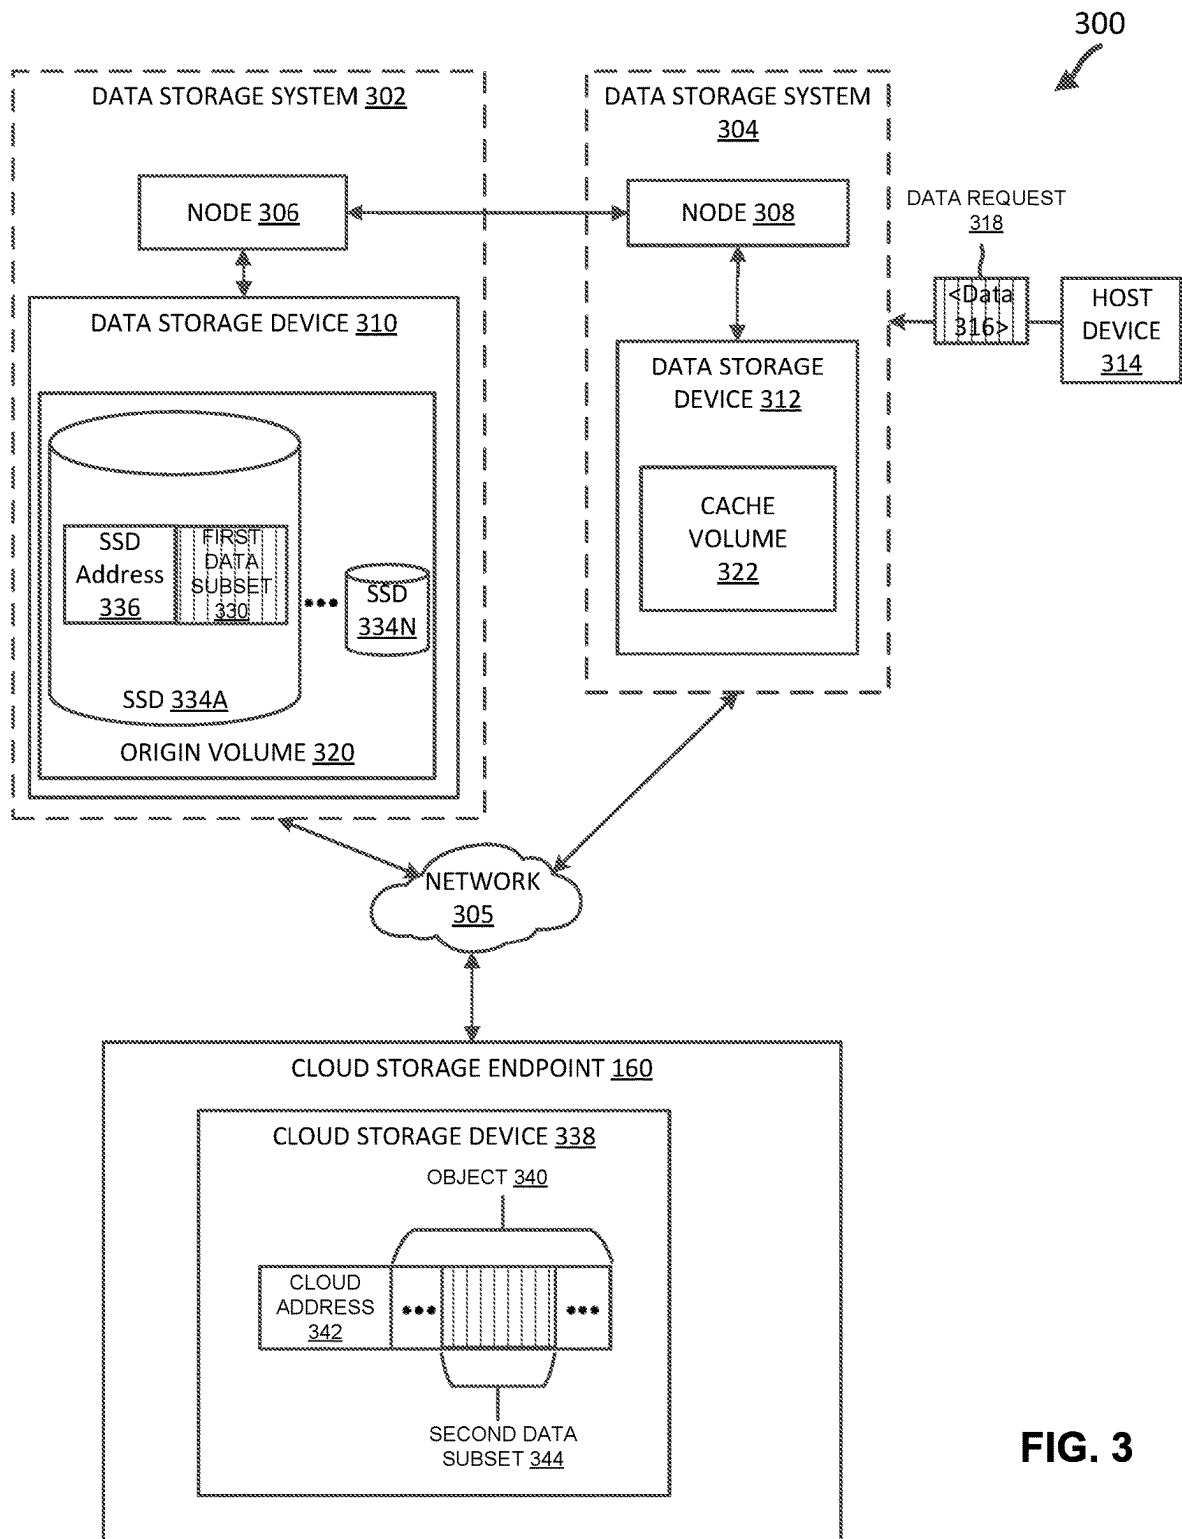 300
DATA STORAGE SYSTEM 302
NODE 306
DATA STORAGE DEVICE 310
SSD
Address
336
FIRST
DATA
SUBSET
330
SSD
334N
SSD 334A
ORIGIN VOLUME 320
DATA STORAGE SYSTEM
304
NODE 308
DATA STORAGE
DEVICE 312
CACHE
VOLUME
322
DATA REQUEST
318
<Data
316>
HOST
DEVICE
314
NETWORK
305
CLOUD STORAGE ENDPOINT 160
CLOUD STORAGE DEVICE 338
OBJECT 340
CLOUD
ADDRESS
342
SECOND DATA
SUBSET 344
FIG. 3